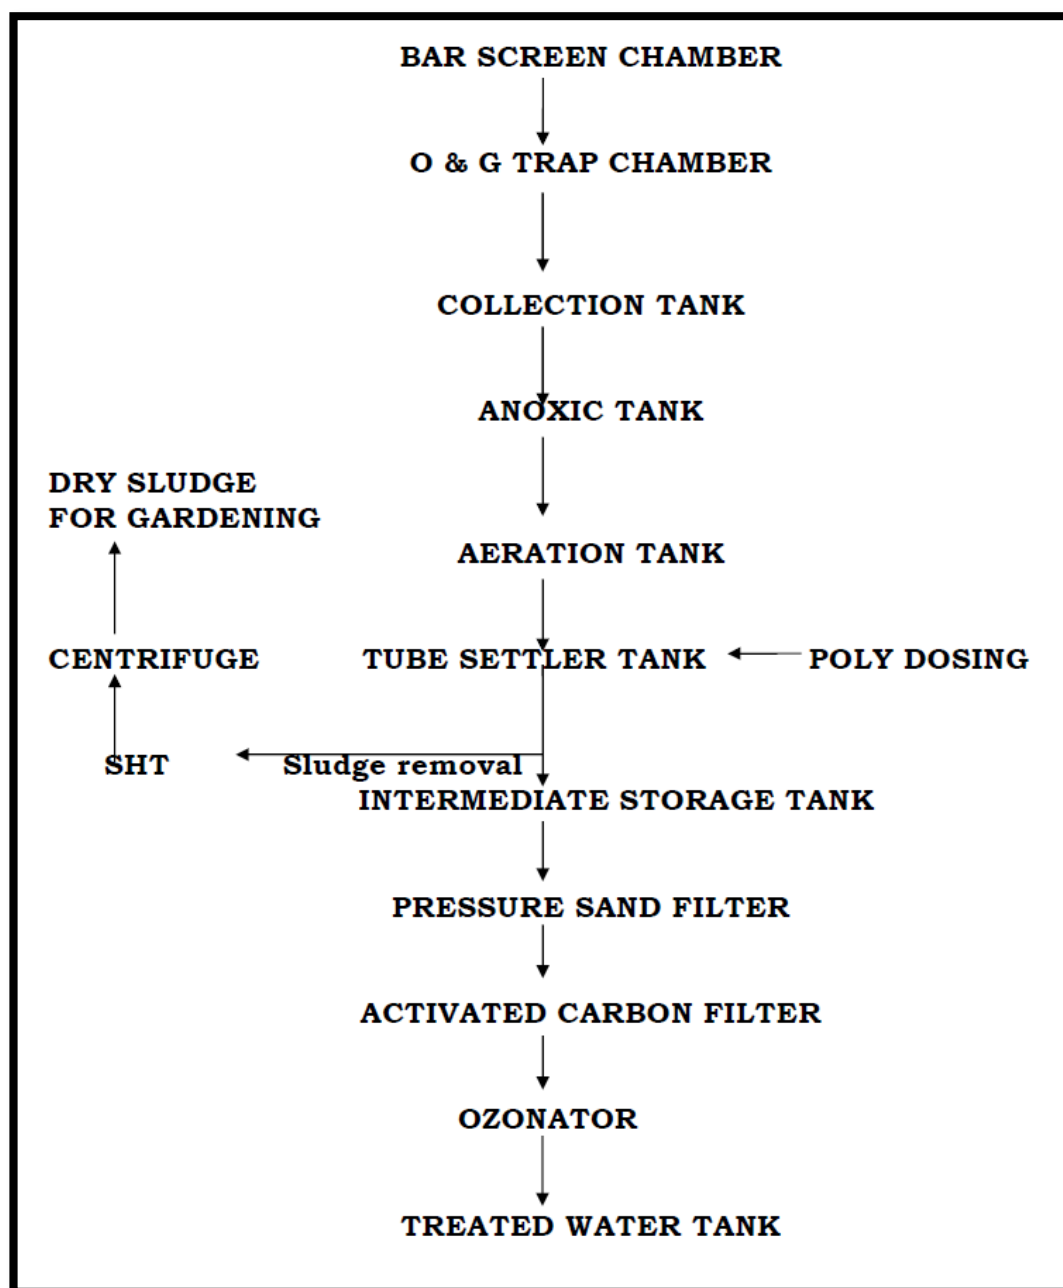 BAR SCREEN CHAMBER
O & G TRAP CHAMBER
COLLECTION TANK
ANOXIC TANK
DRY SLUDGE
FOR GARDENING
AERATION TANK
CENTRIFUGE
TUBE SETTLER TANK
POLY DOSING
SHT
Sludge removal
INTERMEDIATE STORAGE TANK
PRESSURE SAND FILTER
ACTIVATED CARBON FILTER
OZONATOR
TREATED WATER TANK